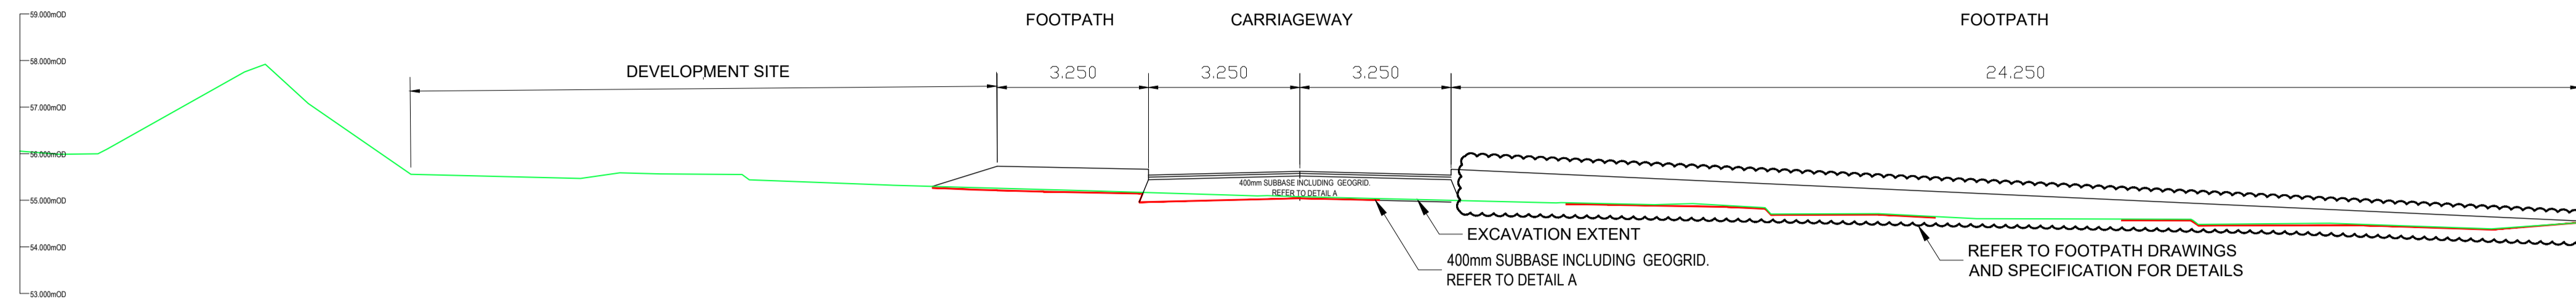 59.000mOD
58.000mOD
57.000mOD
56.000mOD
55.000mOD
54.000mOD
53.000mOD
FOOTPATH
CARRIAGEWAY
FOOTPATH
DEVELOPMENT SITE
3.250
3.250
3.250
24.250
400mm SUBBASE INCLUDING GEOGRID.
REFER TO DETAIL A
EXCAVATION EXTENT
400mm SUBBASE INCLUDING GEOGRID.
REFER TO DETAIL A
REFER TO FOOTPATH DRAWINGS
AND SPECIFICATION FOR DETAILS